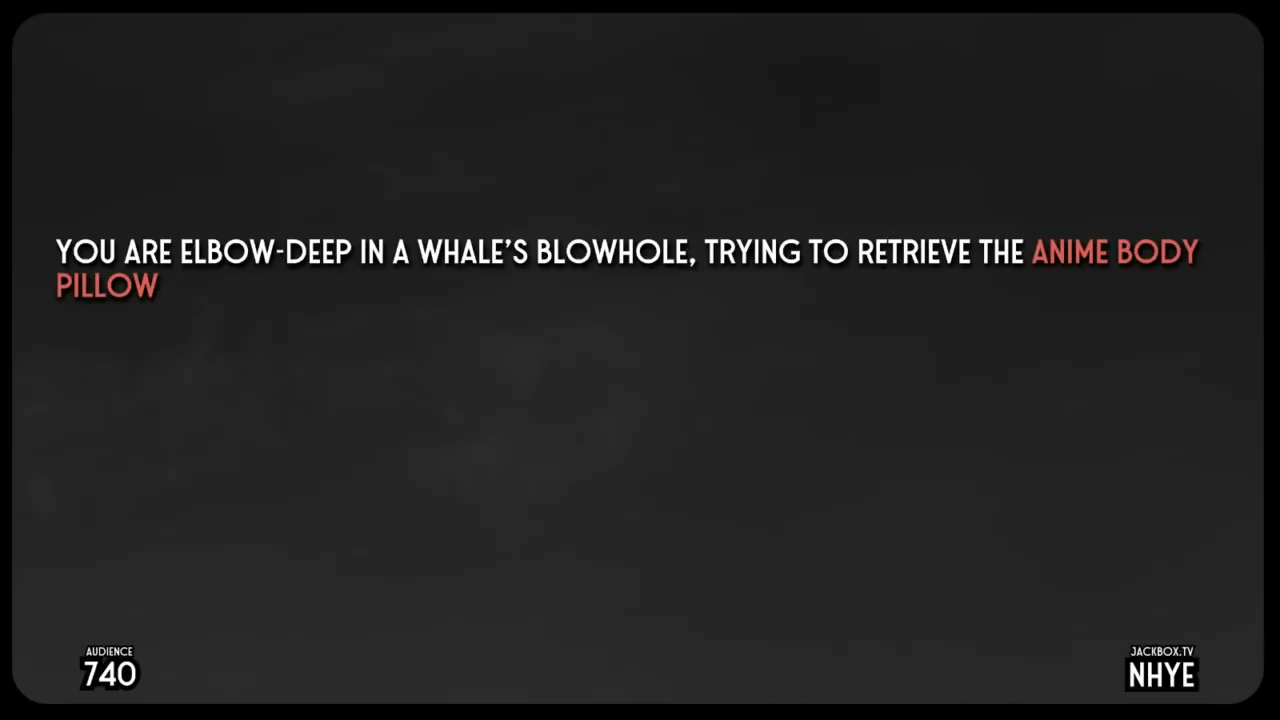 YOU ARE ELBOW-DEEP IN A WHALE’S BLOWHOLE, TRYING TO RETRIEVE THE ANIME BODY
PILLOW
AUDIENCE
740
JACKBOX.TV
NHYE